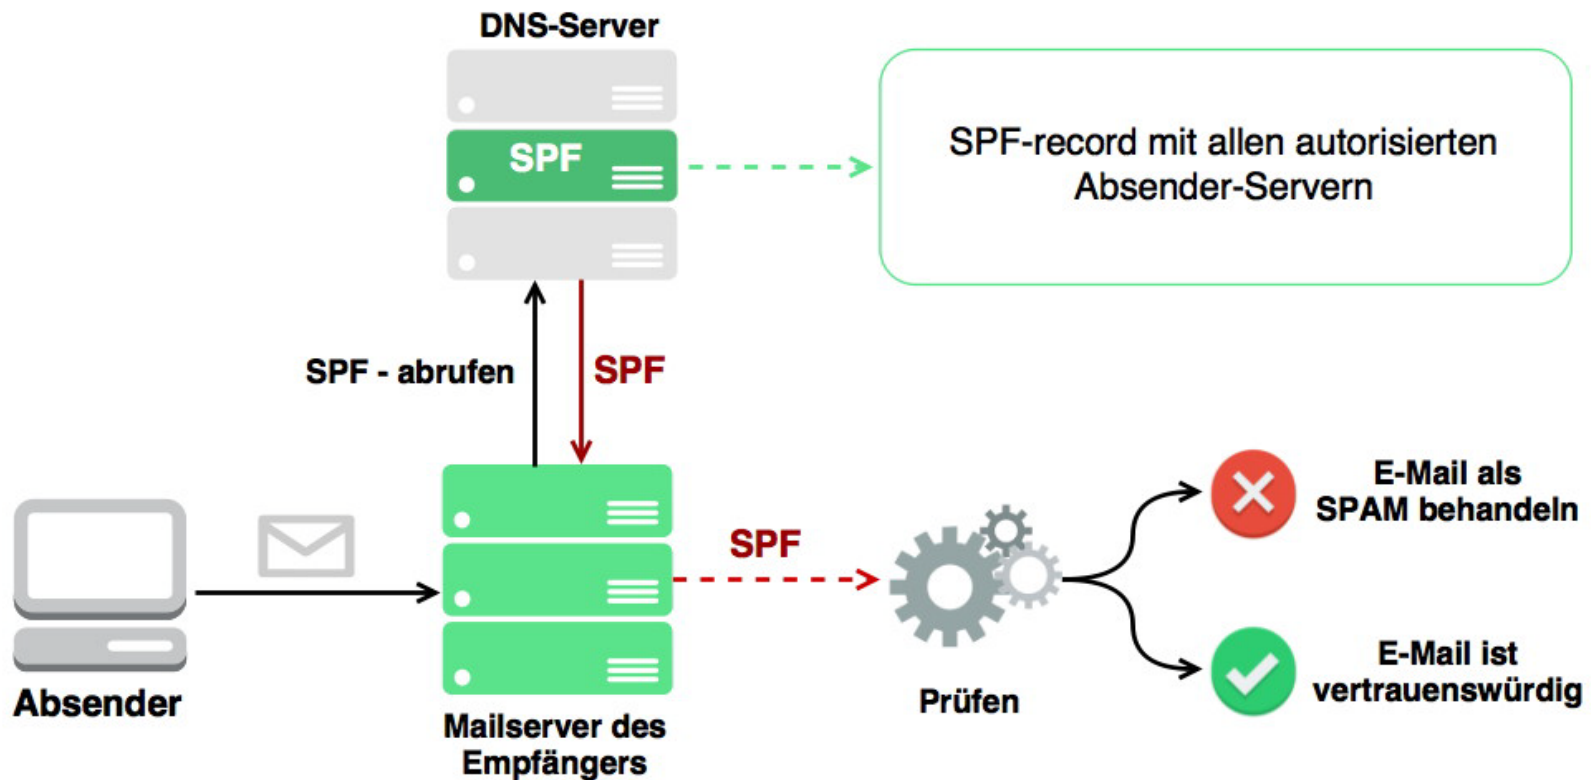 DNS-Server
SPF
SPF-record mit allen autorisierten
Absender-Servern
SPF - abrufen
SPF
Absender
Mailserver des
Empfängers
SPF
Prüfen
E-Mail als
SPAM behandeln
E-Mail ist
vertrauenswürdig